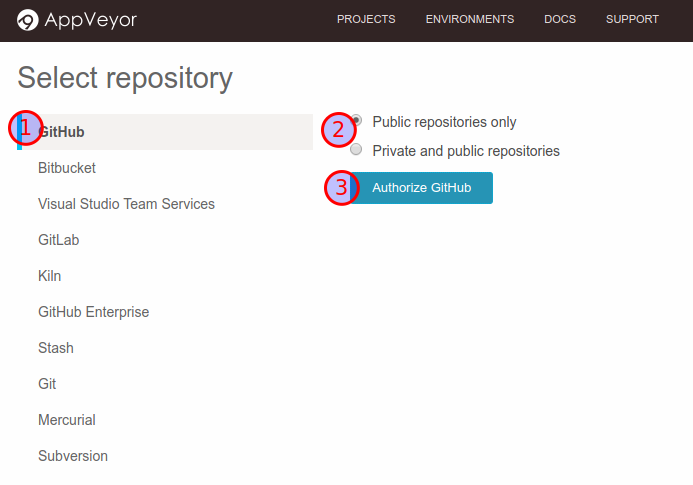 AppVeyor
PROJECTS ENVIRONMENTS DOCS SUPPORT
Select repository
1 GitHub
Bitbucket
Visual Studio Team Services
GitLab
Kiln
GitHub Enterprise
Stash
Git
Mercurial
Subversion
2 Public repositories only
Private and public repositories
3 Authorize GitHub